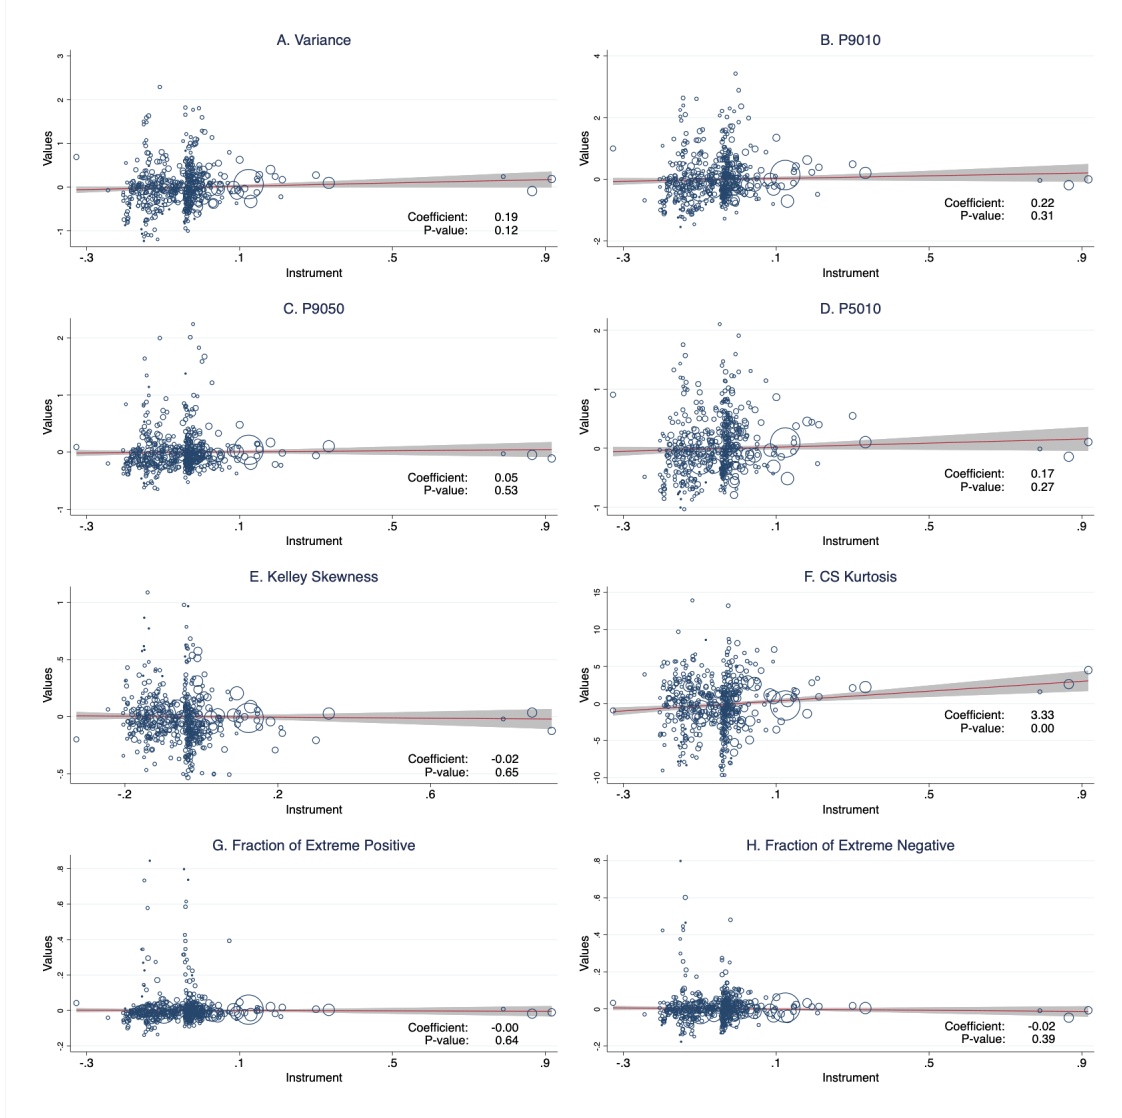 A. Variance
3
2
1
0
-1
Values
Coefficient: 0.19
P-value: 0.12
-.3 .1 .5 .9
Instrument
B. P9010
4
2
0
-2
Values
Coefficient: 0.22
P-value: 0.31
-.3 .1 .5 .9
Instrument
C. P9050
2
1
0
-1
Values
Coefficient: 0.05
P-value: 0.53
-.3 .1 .5 .9
Instrument
D. P5010
2
1
0
-1
Values
Coefficient: 0.17
P-value: 0.27
-.3 .1 .5 .9
Instrument
E. Kelley Skewness
1
.5
0
-.5
Values
Coefficient: -0.02
P-value: 0.65
-.2 .2 .6
Instrument
F. CS Kurtosis
15
10
5
0
-5
-10
Values
Coefficient: 3.33
P-value: 0.00
-.3 .1 .5 .9
Instrument
G. Fraction of Extreme Positive
.8
.6
.4
.2
0
-.2
Values
Coefficient: -0.00
P-value: 0.64
-.3 .1 .5 .9
Instrument
H. Fraction of Extreme Negative
.8
.6
.4
.2
0
-.2
Values
Coefficient: -0.02
P-value: 0.39
-.3 .1 .5 .9
Instrument